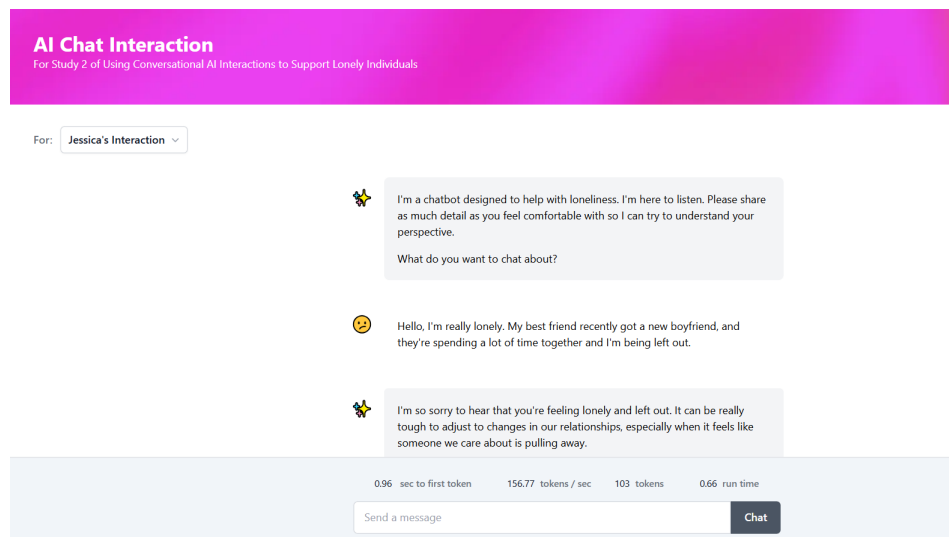 AI Chat Interaction
For Study 2 of Using Conversational AI Interactions to Support Lonely Individuals
For:
Jessica's Interaction
I'm a chatbot designed to help with loneliness. I'm here to listen. Please share
as much detail as you feel comfortable with so I can try to understand your
perspective.
What do you want to chat about?
Hello, I'm really lonely. My best friend recently got a new boyfriend, and
they're spending a lot of time together and I'm being left out.
I'm so sorry to hear that you're feeling lonely and left out. It can be really
tough to adjust to changes in our relationships, especially when it feels like
someone we care about is pulling away.
0.96 sec to first token 156.77 tokens / sec 103 tokens 0.66 run time
Send a message
Chat